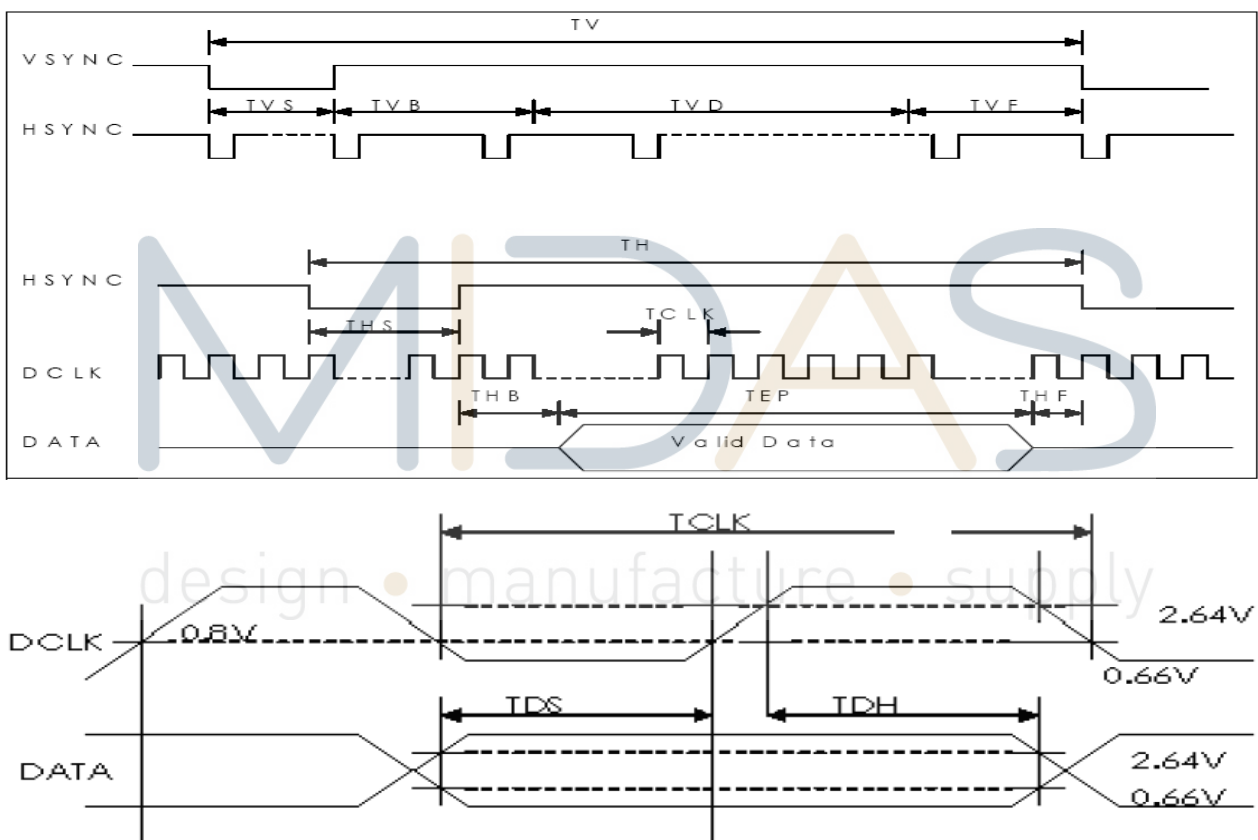 TV
VSYNC
TVS TVB TVD TVF
HSYNC
TH
HSYNC
THS TCLK
DCLK
THB TEP THF
DATA Valid Data
MIDAS
TCLK
design • manufacture • supply
DCLK 0.8V 2.64V
0.66V
TDS TDH
DATA 2.64V
0.66V